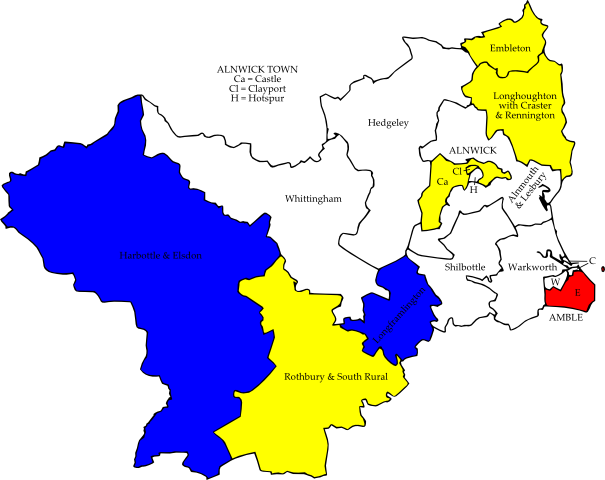 Embleton
ALNWICK TOWN
Ca = Castle
Cl = Clayport
H = Hotspur
Longhoughton
with Craster
& Rennington
Hedgeley
ALNWICK
Cl
Ca
H
Alnmouth
& Lesbury
Whittingham
Harbottle & Elsdon
Shilbottle
Warkworth
C
W
E
AMBLE
Longframlington
Rothbury & South Rural